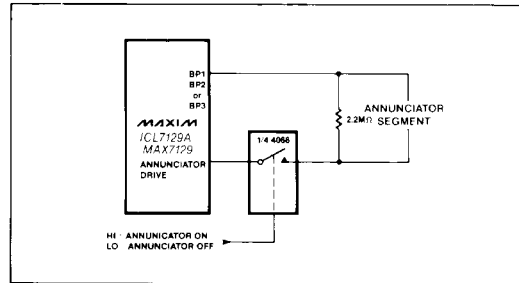 BP1
BP2
or
BP3
MAXIM
ICL7129A
MAX7129
ANNUNCIATOR
DRIVE
1/4 4066
2.2MΩ
ANNUNCIATOR
SEGMENT
HI : ANNUNICATOR ON
LO ANNUNCIATOR OFF